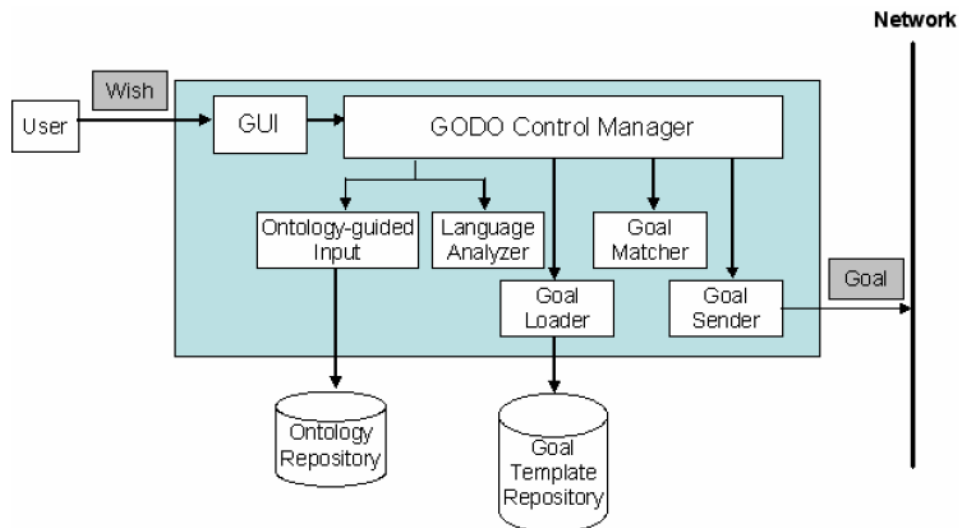 Network
Wish
User
GUI
GODO Control Manager
Ontology-guided
Input
Language
Analyzer
Goal
Matcher
Goal
Goal
Loader
Goal
Sender
Ontology
Repository
Goal
Template
Repository